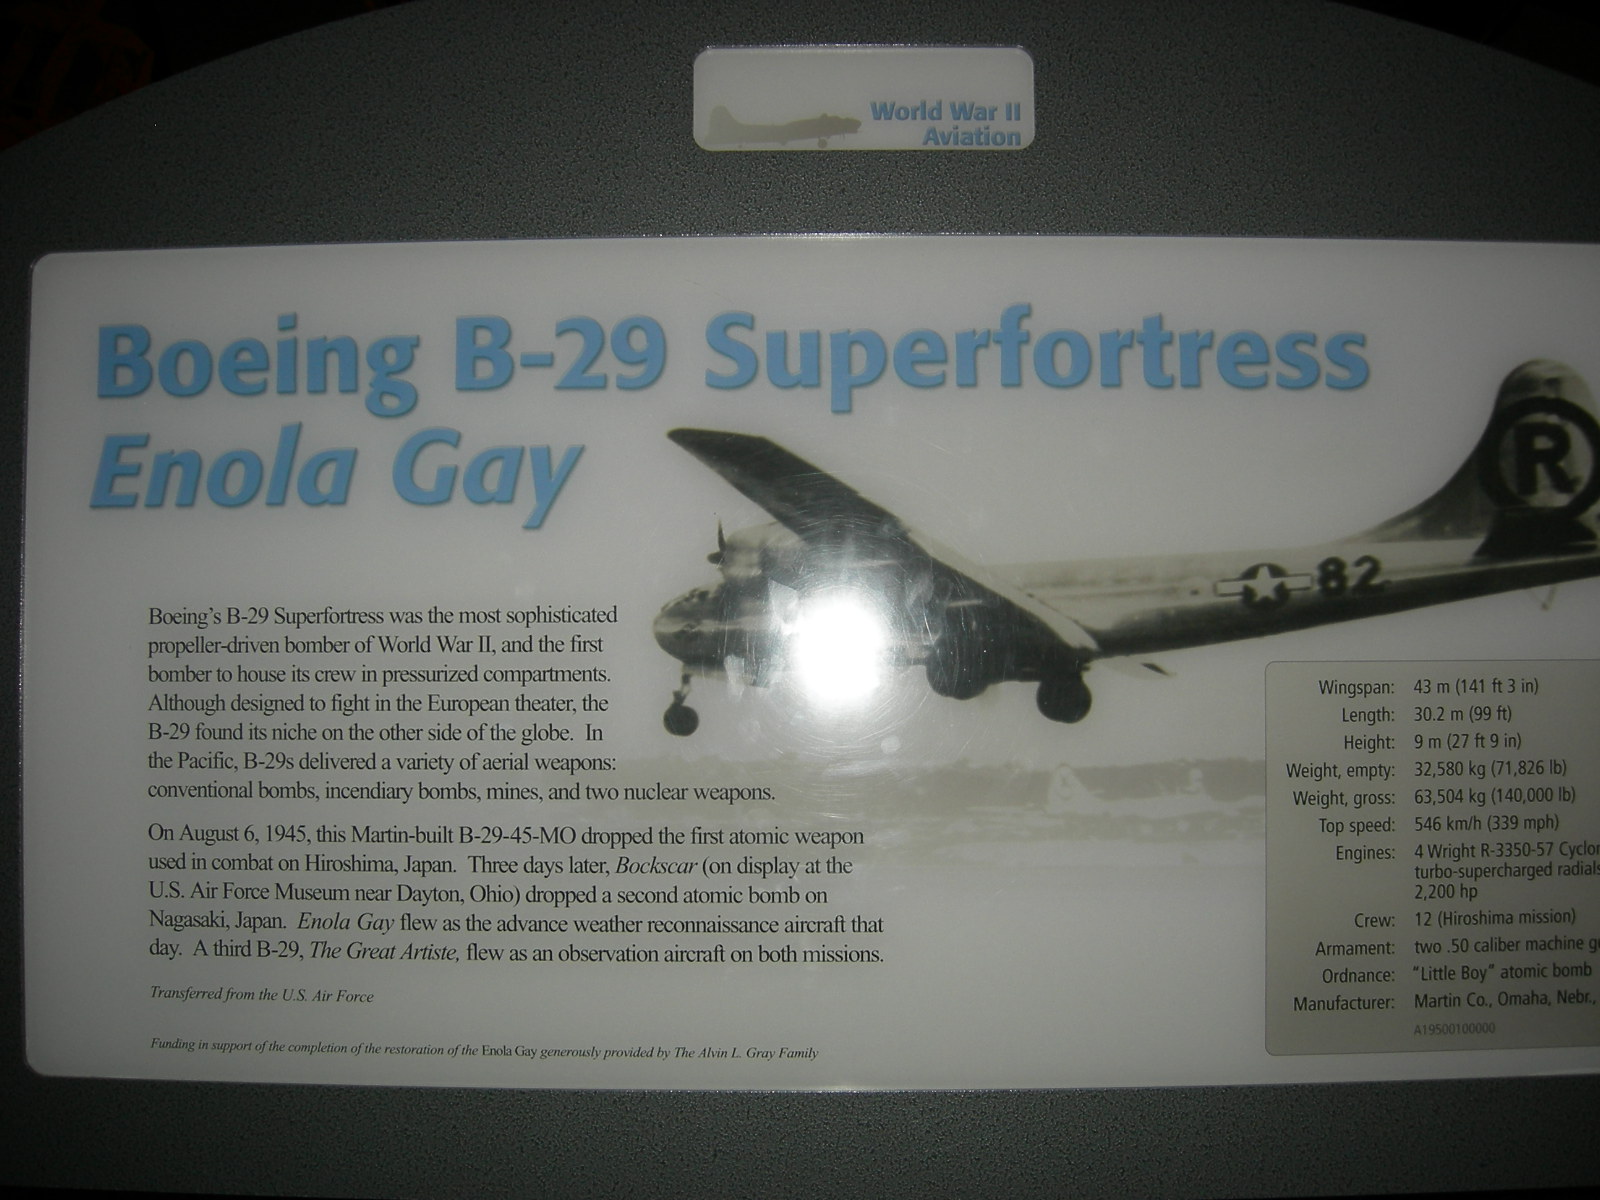 World War II
Aviation
Boeing B-29 Superfortress
Enola Gay
R
82
Boeing's B-29 Superfortress was the most sophisticated
propeller-driven bomber of World War II, and the first
bomber to house its crew in pressurized compartments.
Although designed to fight in the European theater, the
B-29 found its niche on the other side of the globe. In
the Pacific, B-29s delivered a variety of aerial weapons:
conventional bombs, incendiary bombs, mines, and two nuclear weapons.
On August 6, 1945, this Martin-built B-29-45-MO dropped the first atomic weapon
used in combat on Hiroshima, Japan. Three days later, Bockscar (on display at the
U.S. Air Force Museum near Dayton, Ohio) dropped a second atomic bomb on
Nagasaki, Japan. Enola Gay flew as the advance weather reconnaissance aircraft that
day. A third B-29, The Great Artiste, flew as an observation aircraft on both missions.
Transferred from the U.S. Air Force
Funding in support of the completion of the restoration of the Enola Gay generously provided by The Alvin L. Gray Family
Wingspan: 43 m (141 ft 3 in)
Length: 30.2 m (99 ft)
Height: 9 m (27 ft 9 in)
Weight, empty: 32,580 kg (71,826 lb)
Weight, gross: 63,504 kg (140,000 lb)
Top speed: 546 km/h (339 mph)
Engines: 4 Wright R-3350-57
turbo-supercharged
2,200 hp
Crew: 12 (Hiroshima mission)
Armament: two .50 caliber machine
Ordnance: "Little Boy" atomic bomb
Manufacturer: Martin Co., Omaha, Nebr.,
A19500100000